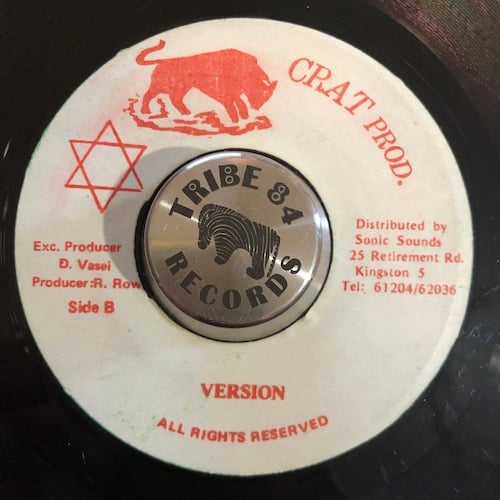 CRAT PROD.
TRIBE 84
RECORDS
Exc. Producer
D. Vasei
Producer: R. Row
Side B
Distributed by
Sonic Sounds
25 Retirement Rd.
Kingston 5
Tel: 61204/62036
VERSION
ALL RIGHTS RESERVED